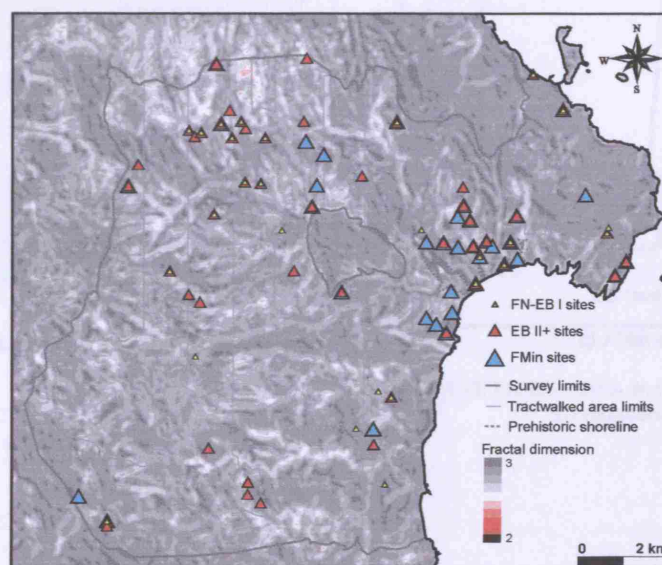 N
W
S
FN-EB I sites
EB II+ sites
FMin sites
Survey limits
Tractwalked area limits
Prehistoric shoreline
Fractal dimension
3
2
0 2 km